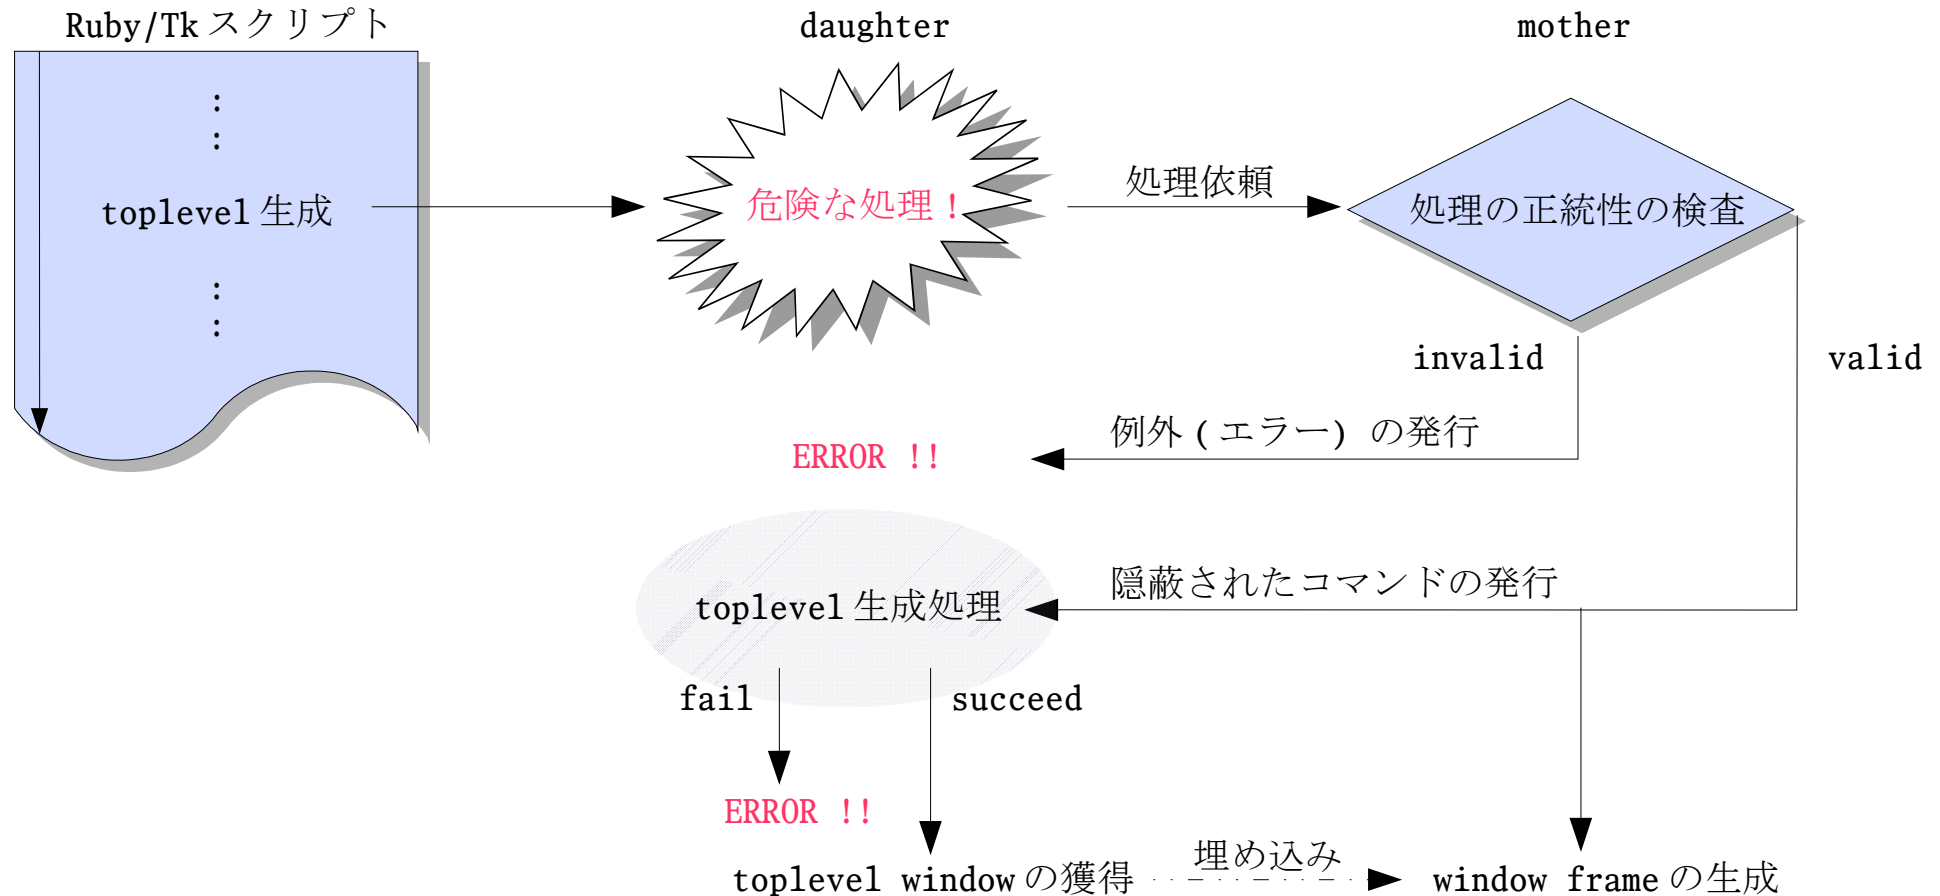 Ruby/Tk スクリプト
daughter
mother
:
:
toplevel 生成
:
:
危険な処理！
処理依頼
処理の正統性の検査
invalid
valid
例外 ( エラー ) の発行
ERROR !!
隠蔽されたコマンドの発行
toplevel 生成処理
fail
succeed
ERROR !!
埋め込み
toplevel window の獲得
window frame の生成